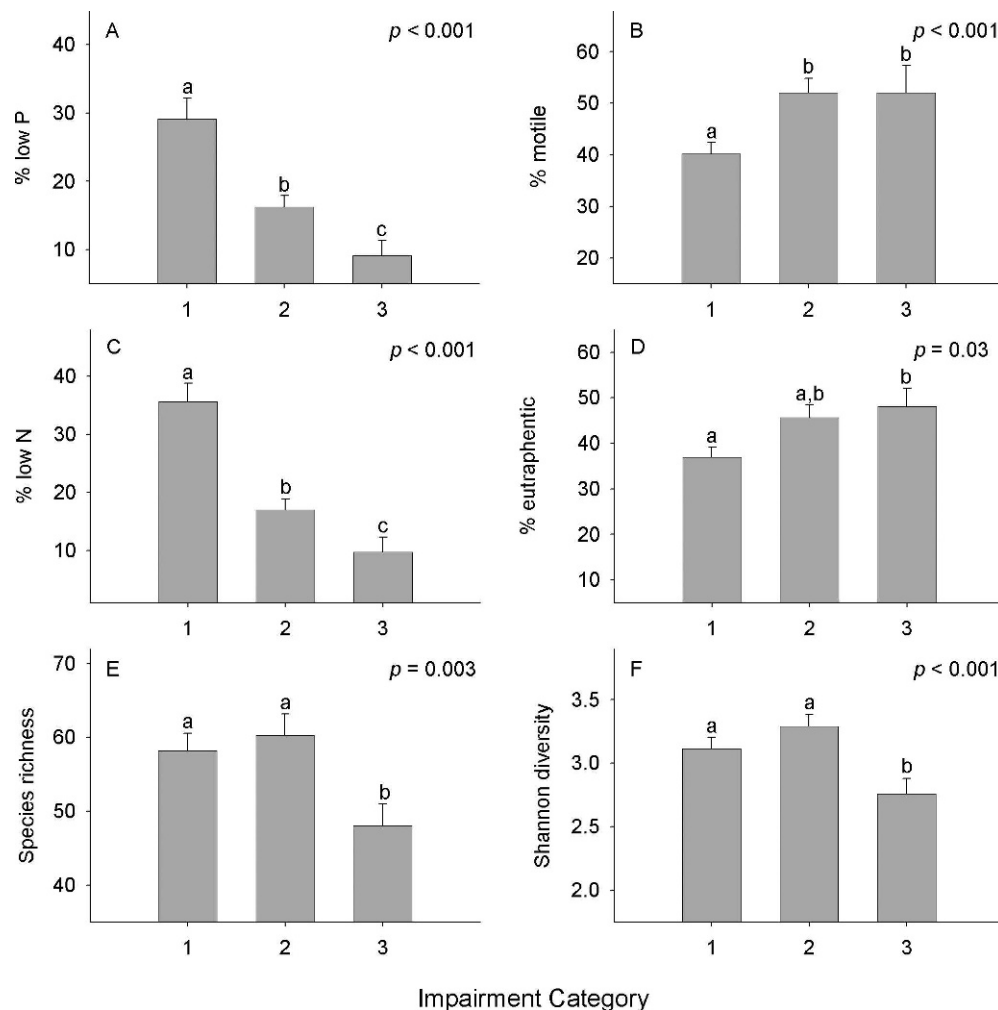 A
p < 0.001
% low P
40
30
20
10
a
b
c
1
2
3
B
p < 0.001
% motile
60
50
40
30
20
a
b
b
1
2
3
C
p < 0.001
% low N
40
30
20
10
a
b
c
1
2
3
D
p = 0.03
% eutraphentic
60
50
40
30
20
10
a
a,b
b
1
2
3
E
p = 0.003
Species richness
70
60
50
40
a
a
b
1
2
3
F
p < 0.001
Shannon diversity
3.5
3.0
2.5
2.0
a
a
b
1
2
3
Impairment Category